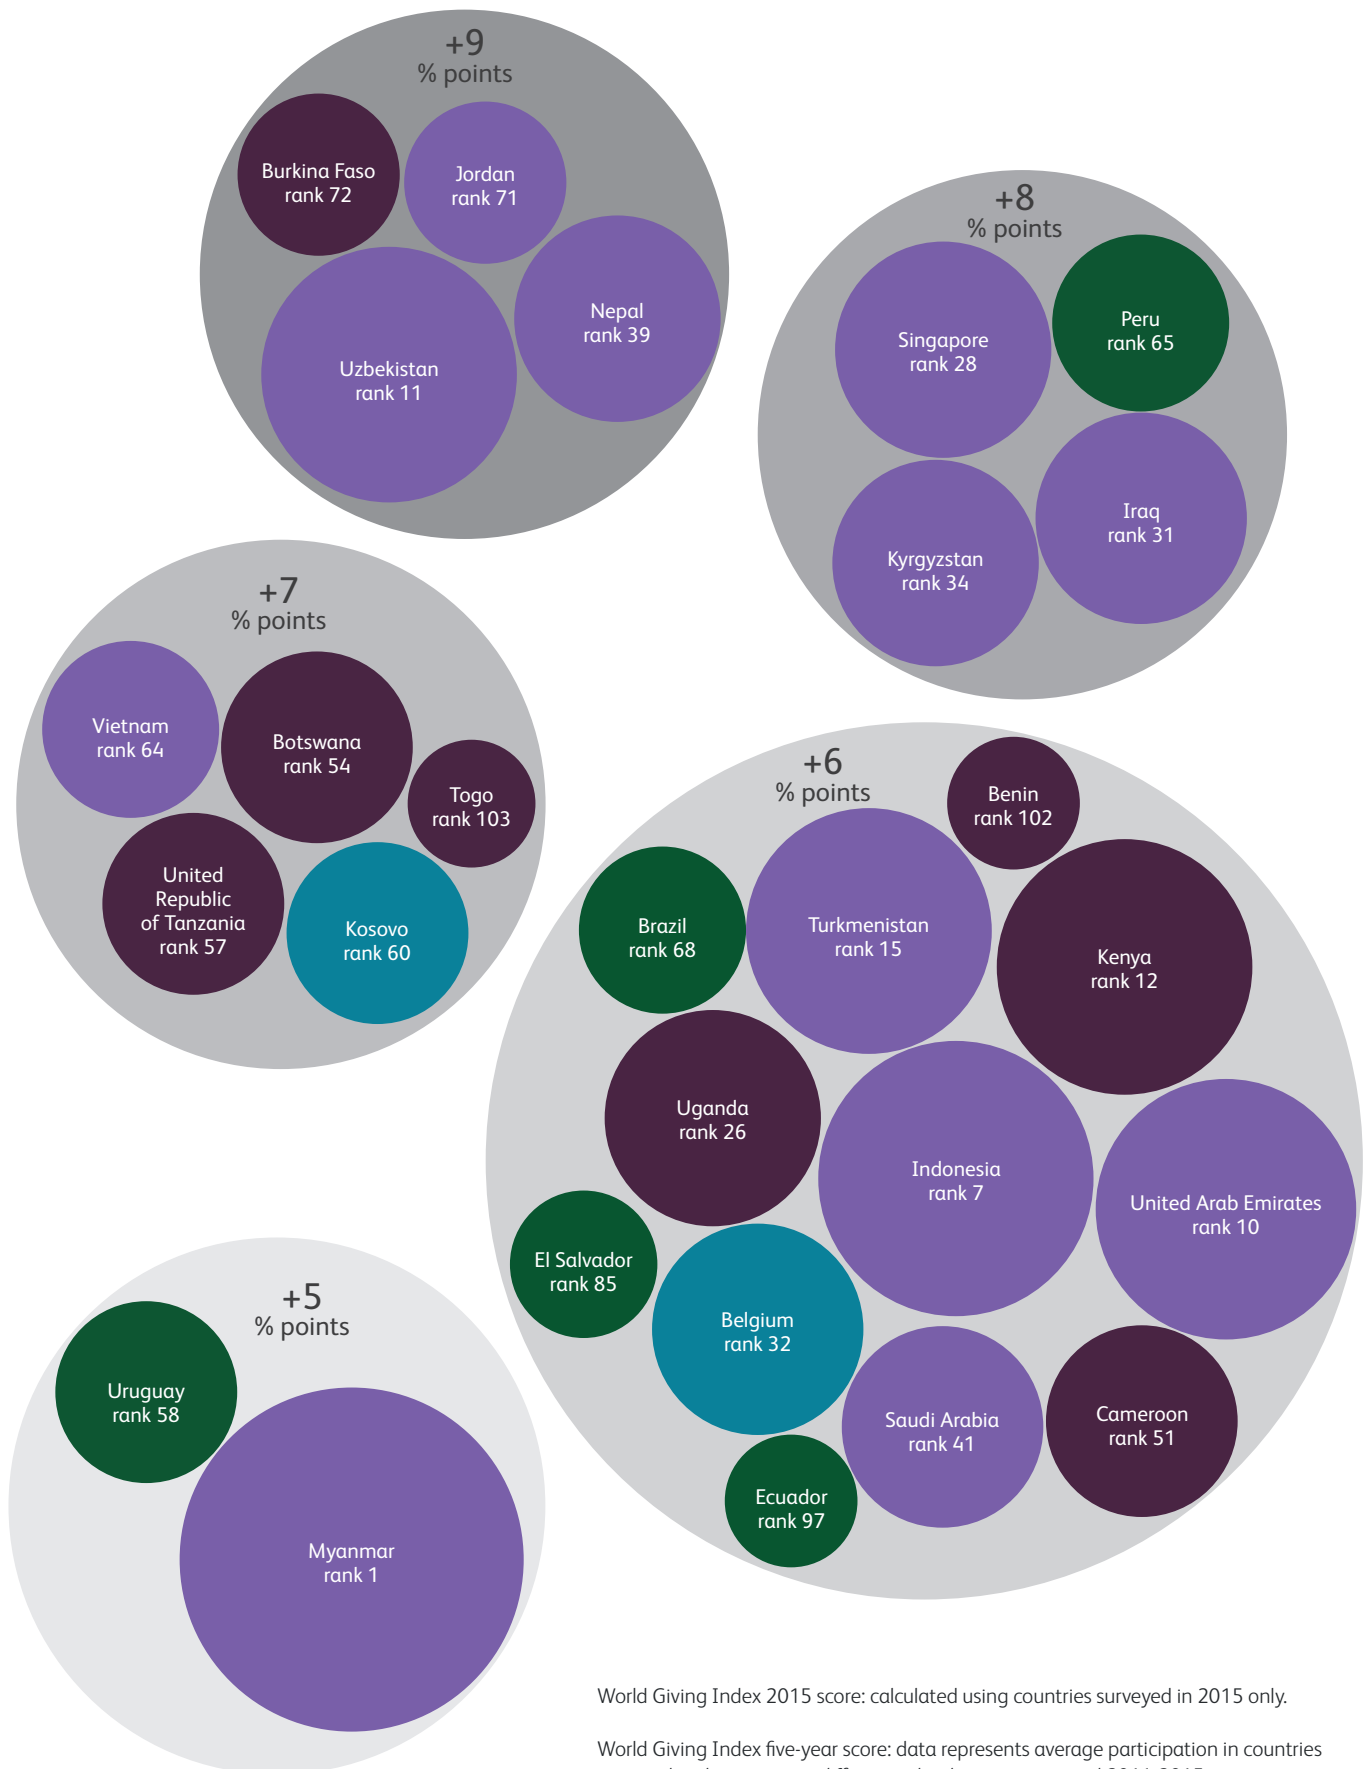 +9
% points
Burkina Faso
rank 72
Jordan
rank 71
Nepal
rank 39
Uzbekistan
rank 11
+8
% points
Singapore
rank 28
Peru
rank 65
Iraq
rank 31
Kyrgyzstan
rank 34
+7
% points
Vietnam
rank 64
Botswana
rank 54
Togo
rank 103
United
Republic
of Tanzania
rank 57
Kosovo
rank 60
+6
% points
Benin
rank 102
Brazil
rank 68
Turkmenistan
rank 15
Kenya
rank 12
Uganda
rank 26
Indonesia
rank 7
United Arab Emirates
rank 10
El Salvador
rank 85
Belgium
rank 32
Saudi Arabia
rank 41
Cameroon
rank 51
Ecuador
rank 97
+5
% points
Uruguay
rank 58
Myanmar
rank 1
World Giving Index 2015 score: calculated using countries surveyed in 2015 only.
World Giving Index five-year score: data represents average participation in countries